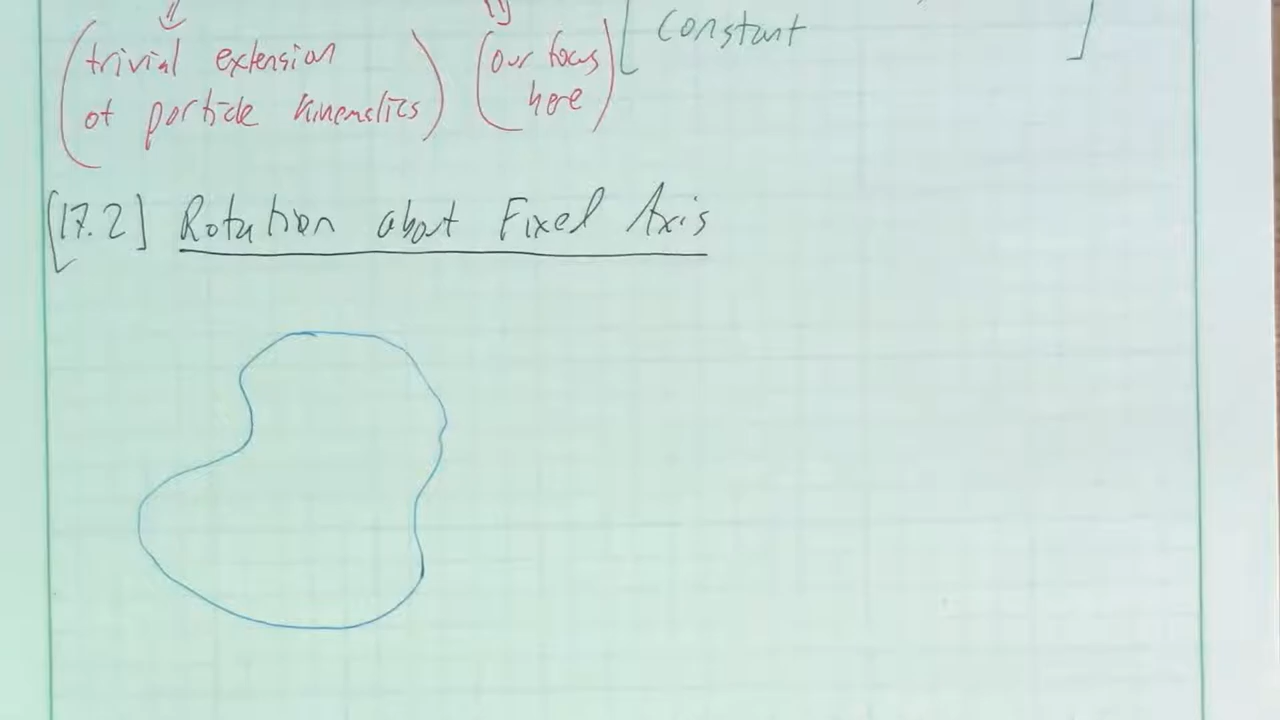 (trivial extension
of particle kinematics)
(our focus
here)
[constant ]
[17.2] Rotation about Fixed Axis